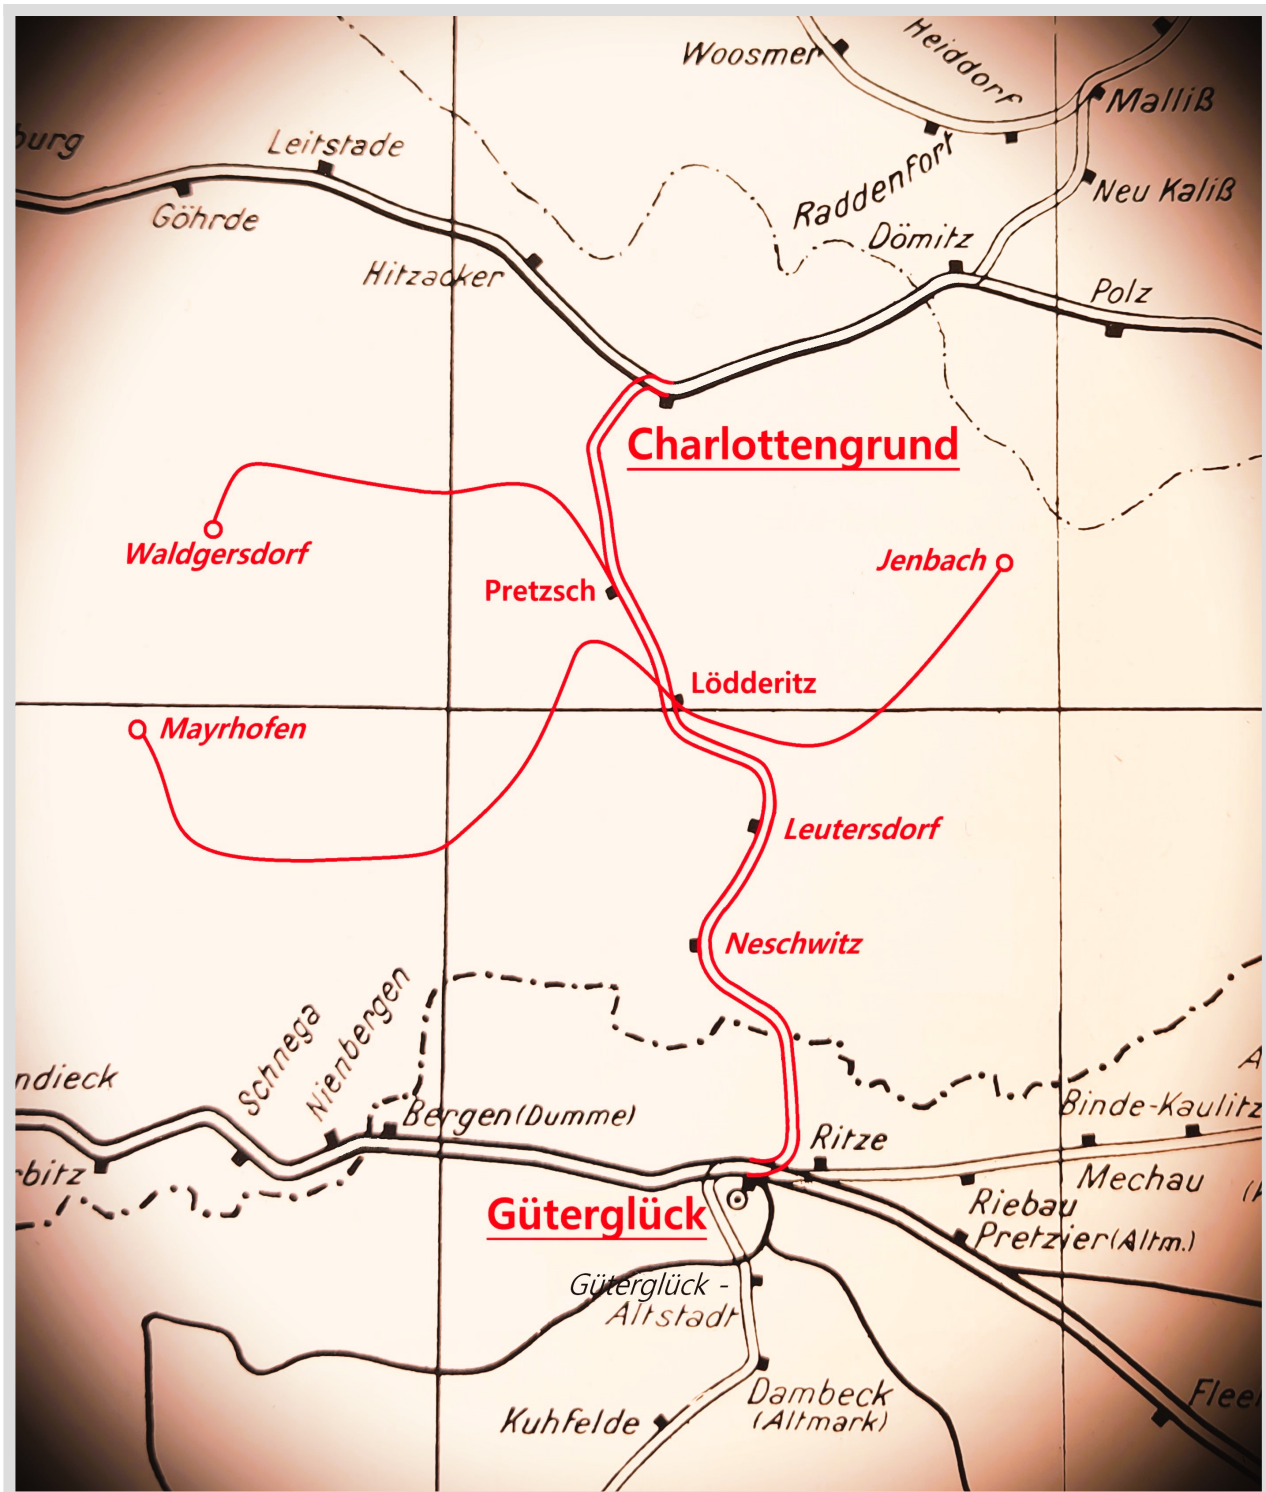 Woosmer
Heiddorf
Malliß
burg
Leitstade
Raddenfort
Neu Kaliß
Göhrde
Dömitz
Hitzacker
Polz
Charlottengrund
Waldgersdorf
Jenbach
Pretzsch
Lödderitz
Mayrhofen
Leutersdorf
Neschwitz
Schnega
Nienbergen
ndieck
A
Bergen (Dumme)
Binde-Kaulitz
Ritze
rbitz
Mechau
Riebau
Güterglück
Pretzier (Altm.)
Güterglück -
Altstadt
Dambeck
(Altmark)
Kuhfelde
Flee